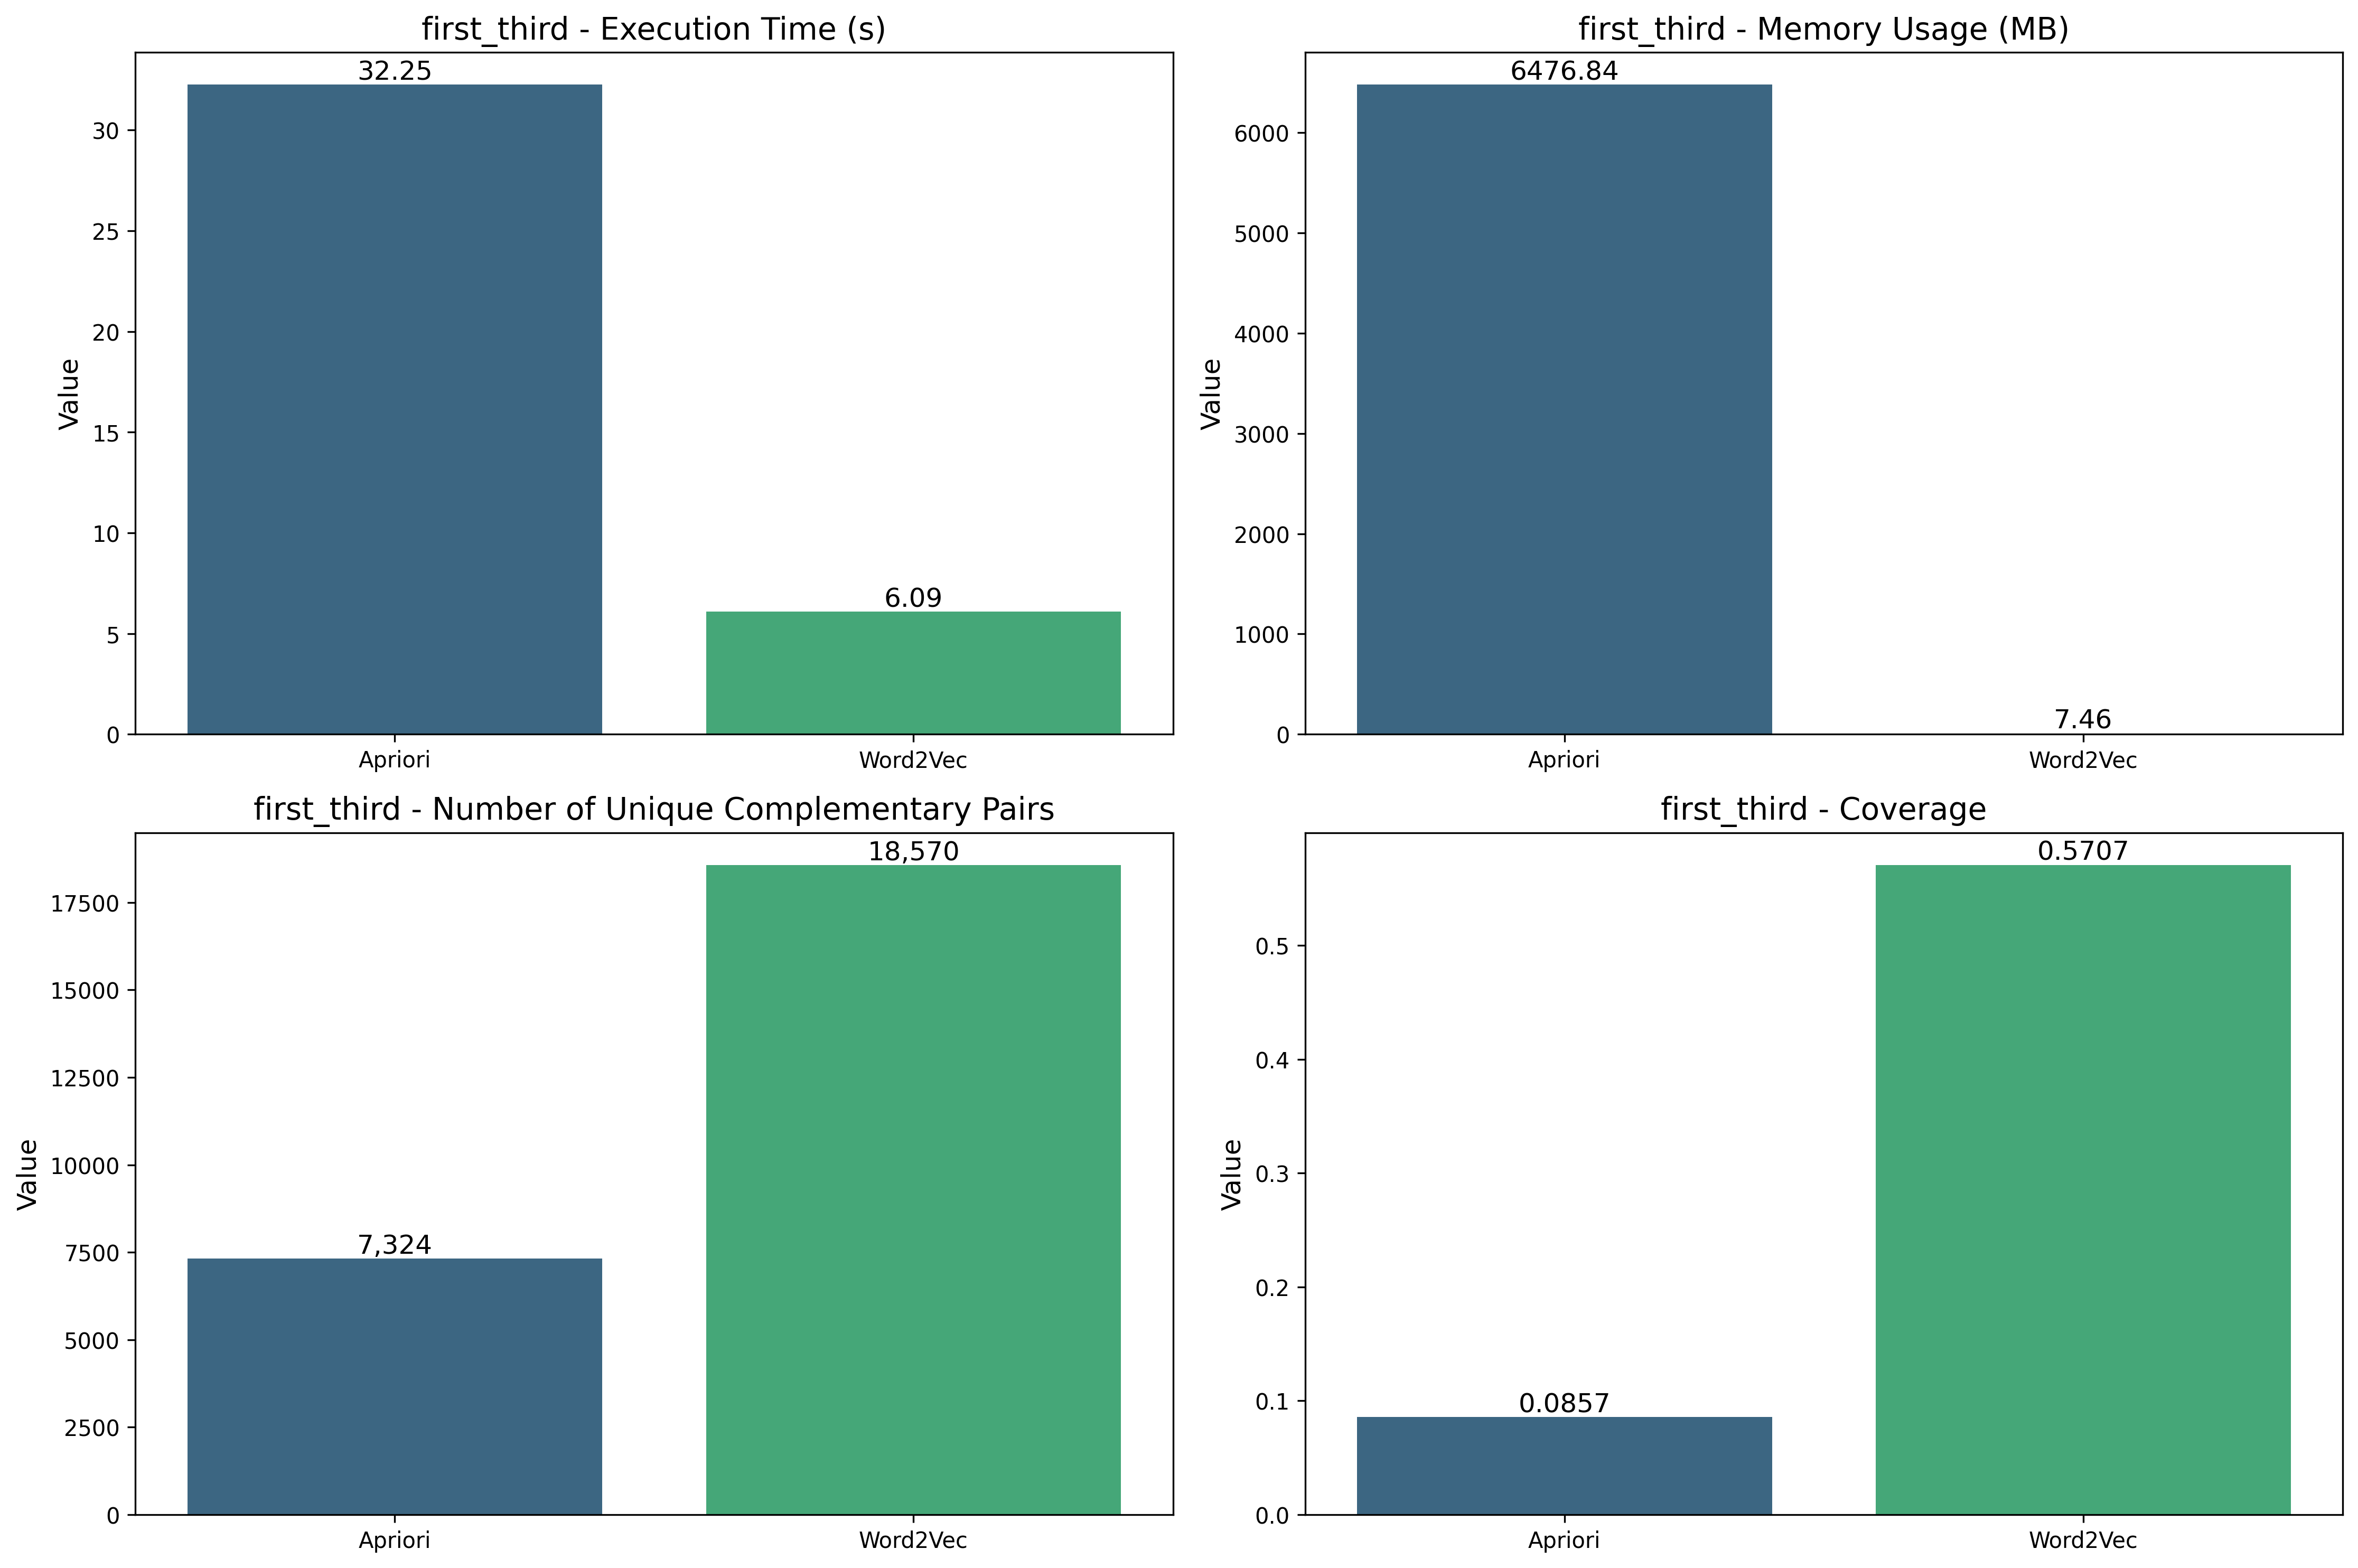 first_third - Execution Time (s)
32.25
30
25
20
15
10
5
0
Value
6.09
Apriori
Word2Vec
first_third - Memory Usage (MB)
6476.84
6000
5000
4000
3000
2000
1000
0
Value
7.46
Apriori
Word2Vec
first_third - Number of Unique Complementary Pairs
18,570
17500
15000
12500
10000
7500
5000
2500
0
Value
7,324
Apriori
Word2Vec
first_third - Coverage
0.5707
0.5
0.4
0.3
0.2
0.1
0.0
Value
0.0857
Apriori
Word2Vec